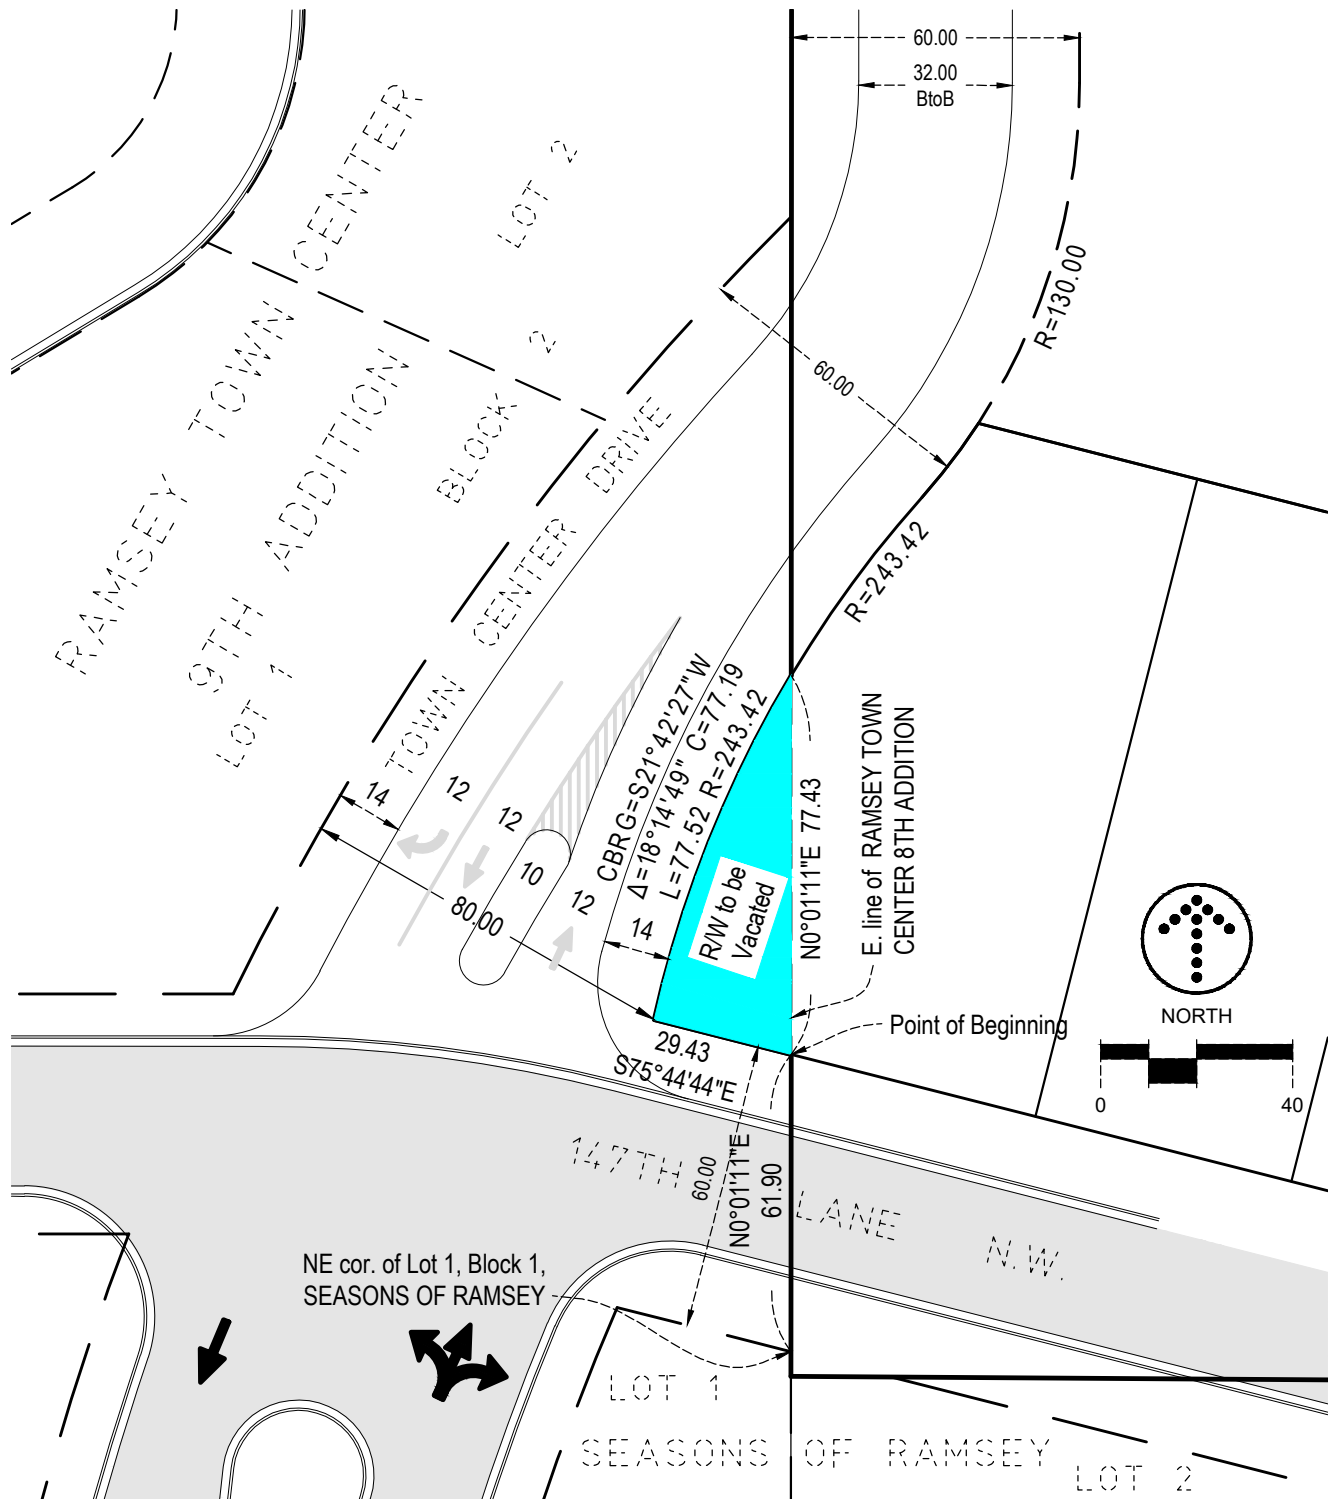 60.00
32.00
BtoB
RAMSEY TOWN CENTER
9TH ADDITION
LOT 2
BLOCK 2
LOT 1
TOWN CENTER DRIVE
R=130.00
60.00
R=243.42
CBRG=S21°42'27"W
Δ=18°14'49" C=77.19
L=77.52 R=243.42
14
12
12
10
12
14
80.00
R/W to be
Vacated
N0°01'11"E 77.43
E. line of RAMSEY TOWN
CENTER 8TH ADDITION
NORTH
0
40
Point of Beginning
29.43
S75°44'44"E
147TH LANE N.W.
60.00
N0°01'11"E
61.90
NE cor. of Lot 1, Block 1,
SEASONS OF RAMSEY
LOT 1
SEASONS OF RAMSEY
LOT 2